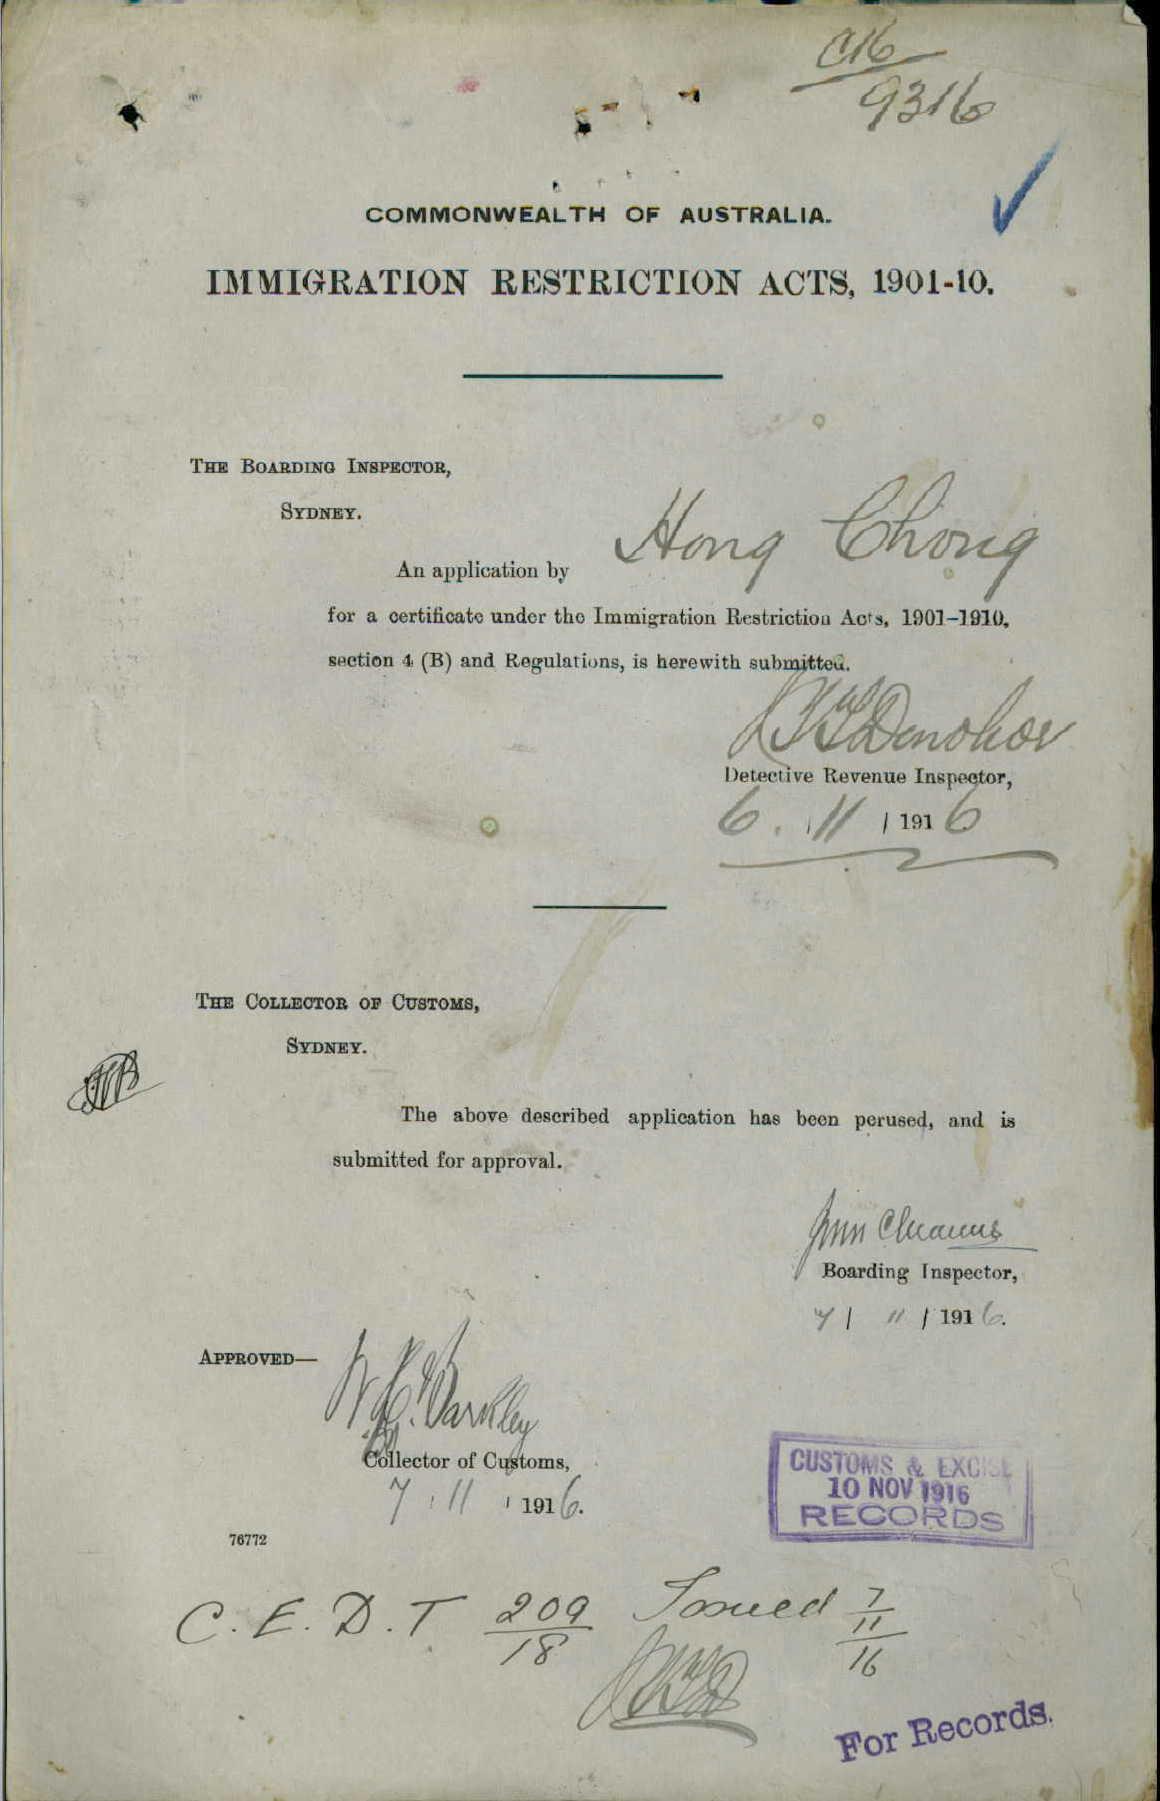 C16
9316
COMMONWEALTH OF AUSTRALIA.
IMMIGRATION RESTRICTION ACTS, 1901-10.
THE BOARDING INSPECTOR,
SYDNEY.
An application by Hong Chong
for a certificate under the Immigration Restriction Acts, 1901–1910,
section 4 (B) and Regulations, is herewith submitted.
Donohoe
Detective Revenue Inspector,
6. 11 / 1916
THE COLLECTOR OF CUSTOMS,
SYDNEY.
The above described application has been perused, and is
submitted for approval.
Boarding Inspector,
7 / 11 / 1916.
APPROVED—
Barkley
Collector of Customs,
7 . 11 . 1916.
CUSTOMS & EXCISE
10 NOV 1916
RECORDS
76772
C.E.D.T 209/18 Issued 7/11/16
For Records.